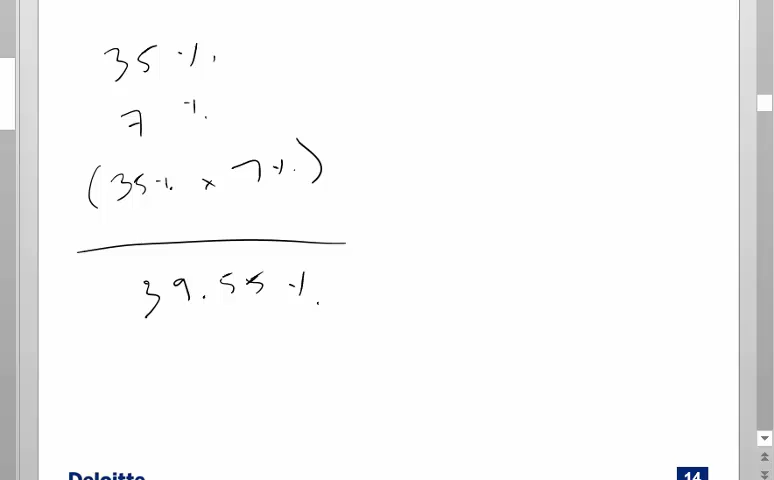 35 %
7 %
(35% x 7%)
39.55 %
Deloitte
14